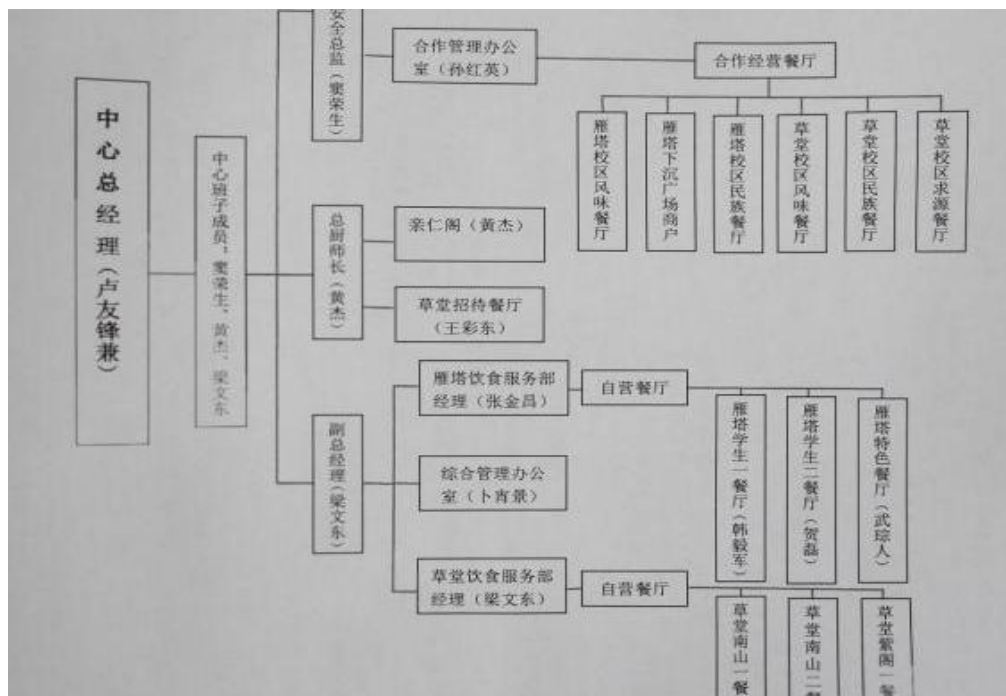 中心总经理（卢友锋兼）
中心班子成员：窦荣生、黄杰、梁文东
安全总监（窦荣生）
合作管理办公
室（孙红英）
合作经营餐厅
雁塔校区风味餐厅
雁塔下沉广场商户
雁塔校区民族餐厅
草堂校区风味餐厅
草堂校区民族餐厅
草堂校区求源餐厅
总厨师长（黄杰）
亲仁阁（黄杰）
草堂招待餐厅
（王彩东）
副总经理（梁文东）
雁塔饮食服务部
经理（张金昌）
自营餐厅
雁塔学生一餐厅（韩毅军）
雁塔学生二餐厅（贺磊）
雁塔特色餐厅（武琮人）
综合管理办公
室（卜宵景）
草堂饮食服务部
经理（梁文东）
自营餐厅
草堂南山一餐
草堂南山二餐
草堂紫阁一餐